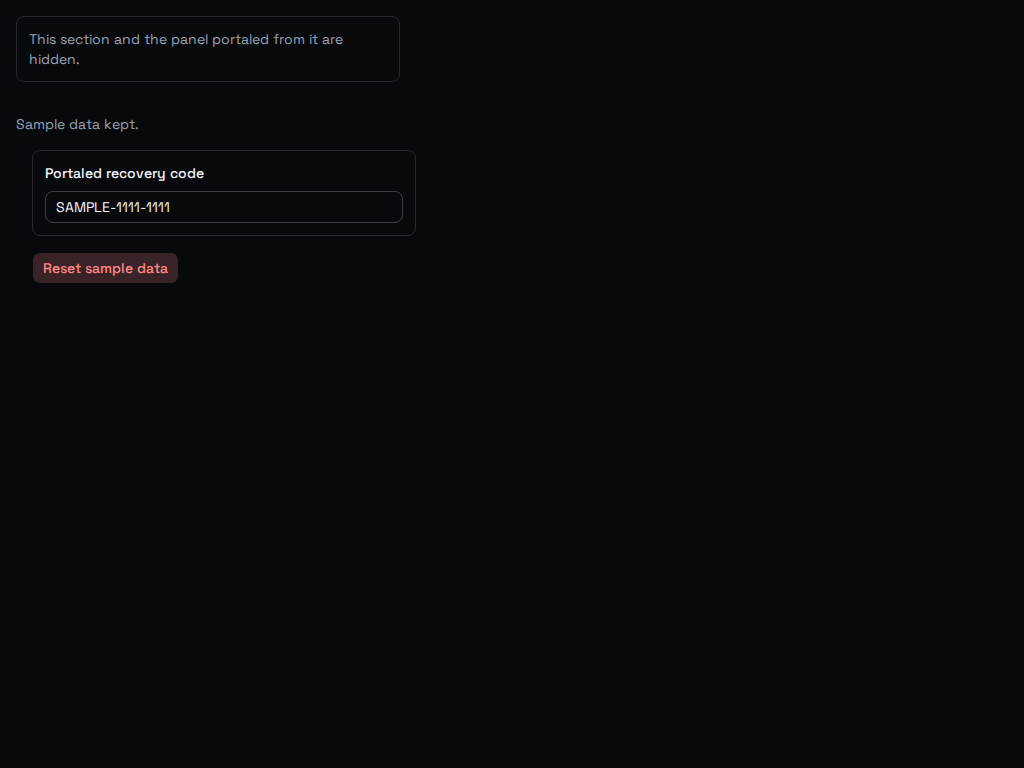 This section and the panel portaled from it are
hidden.
Sample data kept.
Portaled recovery code
SAMPLE-1111-1111
Reset sample data